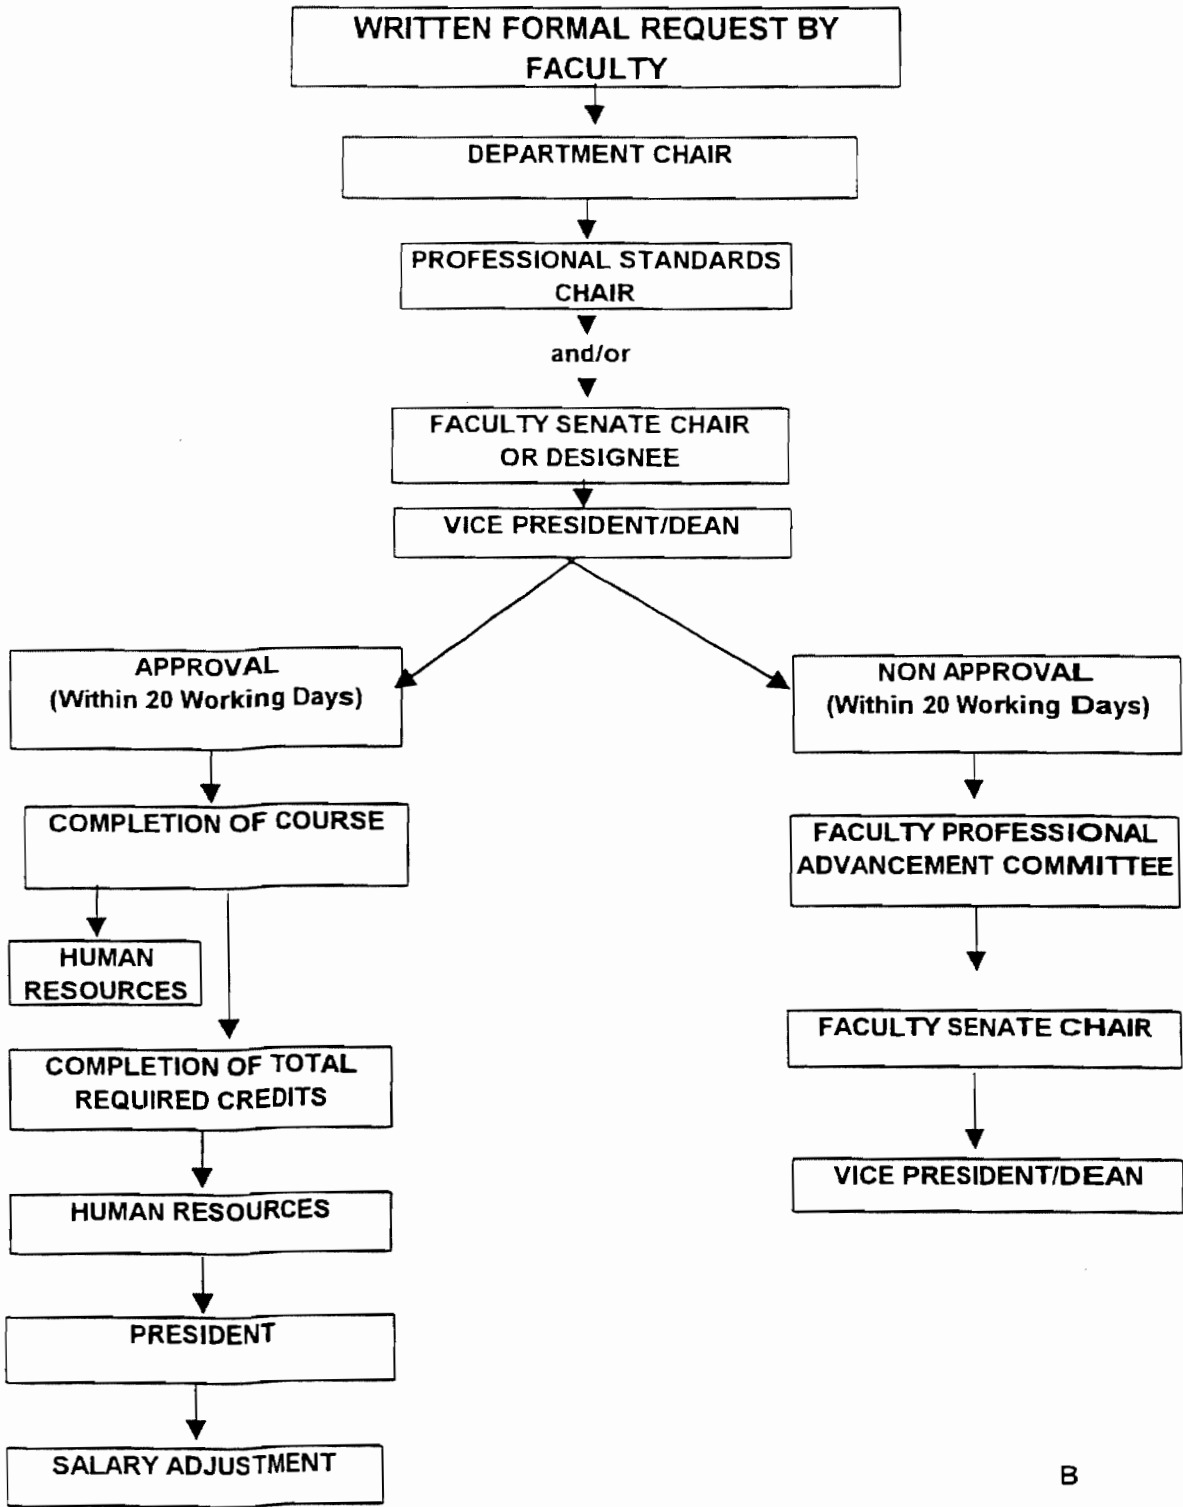 WRITTEN FORMAL REQUEST BY
FACULTY
DEPARTMENT CHAIR
PROFESSIONAL STANDARDS
CHAIR
and/or
FACULTY SENATE CHAIR
OR DESIGNEE
VICE PRESIDENT/DEAN
APPROVAL
(Within 20 Working Days)
COMPLETION OF COURSE
HUMAN
RESOURCES
COMPLETION OF TOTAL
REQUIRED CREDITS
HUMAN RESOURCES
PRESIDENT
SALARY ADJUSTMENT
NON APPROVAL
(Within 20 Working Days)
FACULTY PROFESSIONAL
ADVANCEMENT COMMITTEE
FACULTY SENATE CHAIR
VICE PRESIDENT/DEAN
B